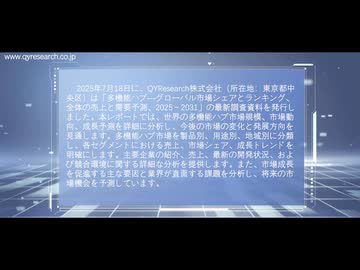 www.qyresearch.co.jp
2025年7月18日に、QYResearch株式会社（所在地：東京都中
央区）は「多機能ハブ―グローバル市場シェアとランキング、
全体の売上と需要予測、2025～2031」の最新調査資料を発行し
ました。本レポートでは、世界の多機能ハブ市場規模、市場動
向、成長予測を詳細に分析し、今後の市場の変化と発展方向を
見通します。多機能ハブ市場を製品別、用途別、地域別に分類
し、各セグメントにおける売上、市場シェア、成長トレンドを
明確にします。主要企業の紹介、売上、最新の開発状況、およ
び競合環境に関する詳細な分析を提供します。また、市場成長
を促進する主な要因と業界が直面する課題を分析し、将来の市
場機会を予測しています。